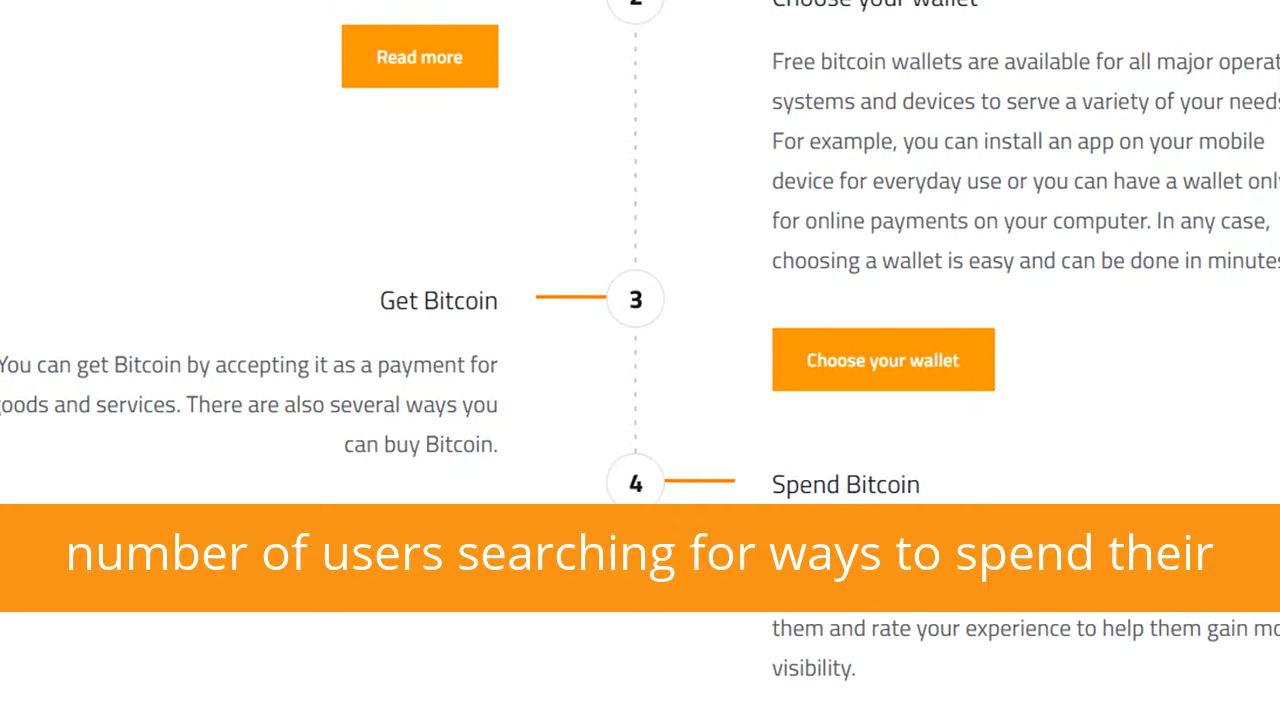 2
Choose your wallet
Read more
Free bitcoin wallets are available for all major
systems and devices to serve a variety of your
For example, you can install an app on your mobile
device for everyday use or you can have a wallet
for online payments on your computer. In any case,
choosing a wallet is easy and can be done in
Choose your wallet
Get Bitcoin
3
You can get Bitcoin by accepting it as a payment for
goods and services. There are also several ways you
can buy Bitcoin.
4
Spend Bitcoin
number of users searching for ways to spend their
them and rate your experience to help them gain
visibility.